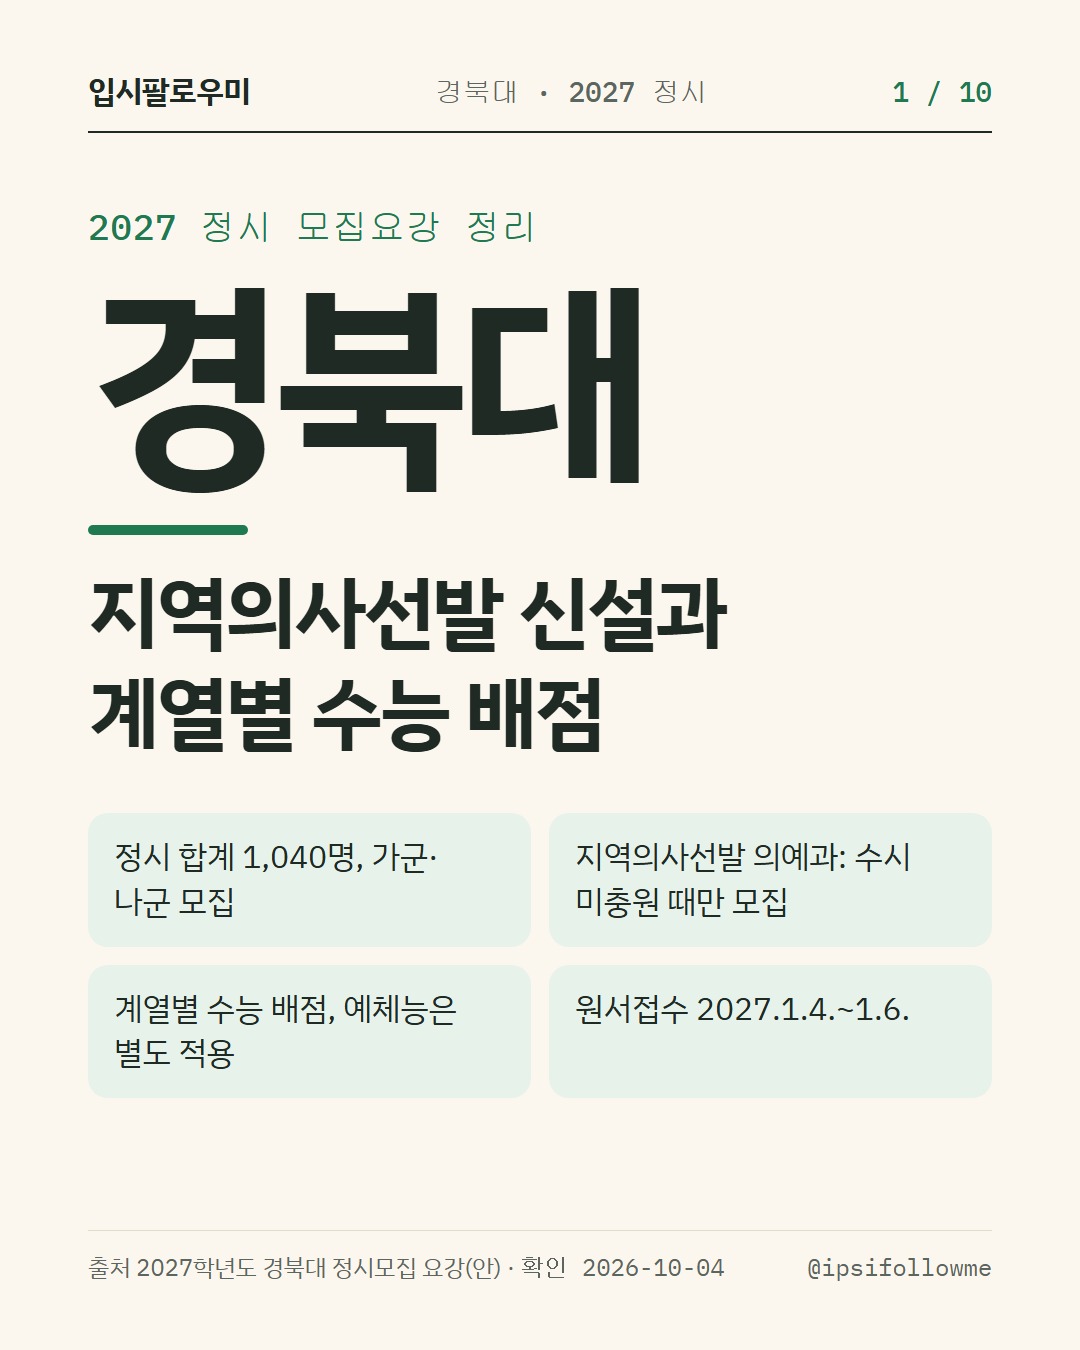 입시팔로우미
경북대 · 2027 정시
1 / 10
2027 정시 모집요강 정리
경북대
지역의사선발 신설과
계열별 수능 배점
정시 합계 1,040명, 가군·
나군 모집
지역의사선발 의예과: 수시
미충원 때만 모집
계열별 수능 배점, 예체능은
별도 적용
원서접수 2027.1.4.~1.6.
출처 2027학년도 경북대 정시모집 요강(안) · 확인 2026-10-04
@ipsifollowme